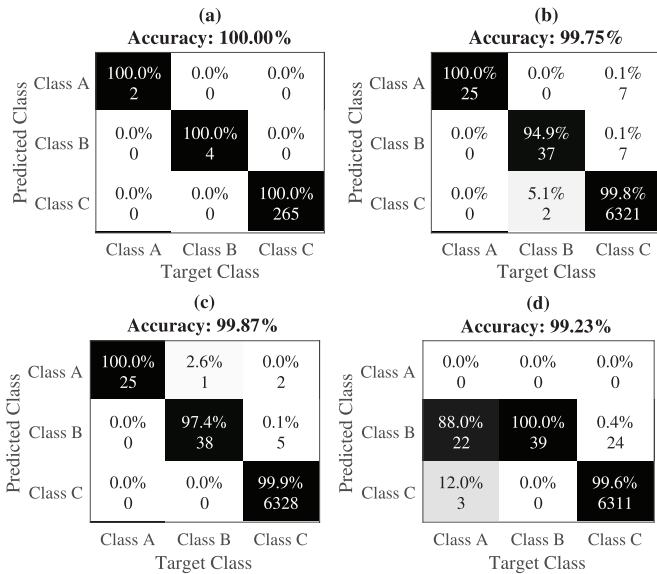 (a)
Accuracy: 100.00%
Predicted Class
Class A
100.0% 0.0% 0.0%
2 0 0
Class B
0.0% 100.0% 0.0%
0 4 0
Class C
0.0% 0.0% 100.0%
0 0 265
Class A Class B Class C
Target Class
(b)
Accuracy: 99.75%
Predicted Class
Class A
100.0% 0.0% 0.1%
25 0 7
Class B
0.0% 94.9% 0.1%
0 37 7
Class C
0.0% 5.1% 99.8%
0 2 6321
Class A Class B Class C
Target Class
(c)
Accuracy: 99.87%
Predicted Class
Class A
100.0% 2.6% 0.0%
25 1 2
Class B
0.0% 97.4% 0.1%
0 38 5
Class C
0.0% 0.0% 99.9%
0 0 6328
Class A Class B Class C
Target Class
(d)
Accuracy: 99.23%
Predicted Class
Class A
0.0% 0.0% 0.0%
0 0 0
Class B
88.0% 100.0% 0.4%
22 39 24
Class C
12.0% 0.0% 99.6%
3 0 6311
Class A Class B Class C
Target Class